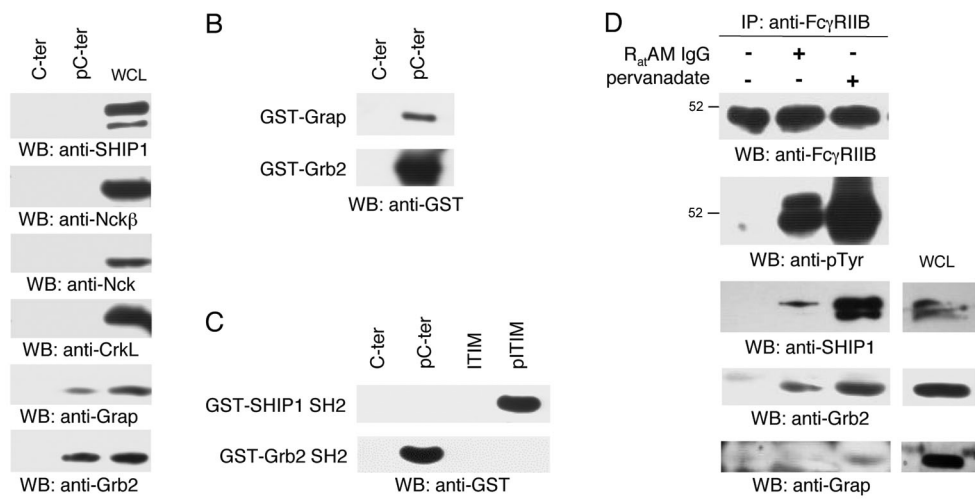 C-ter pC-ter WCL
WB: anti-SHIP1
WB: anti-Nckβ
WB: anti-Nck
WB: anti-CrkL
WB: anti-Grap
WB: anti-Grb2
B
C-ter pC-ter
GST-Grap
GST-Grb2
WB: anti-GST
C
C-ter pC-ter ITIM pITIM
GST-SHIP1 SH2
GST-Grb2 SH2
WB: anti-GST
D
IP: anti-FcγRIIB
RatAM IgG - + -
pervanadate - - +
52
WB: anti-FcγRIIB
52
WB: anti-pTyr
WCL
WB: anti-SHIP1
WB: anti-Grb2
WB: anti-Grap